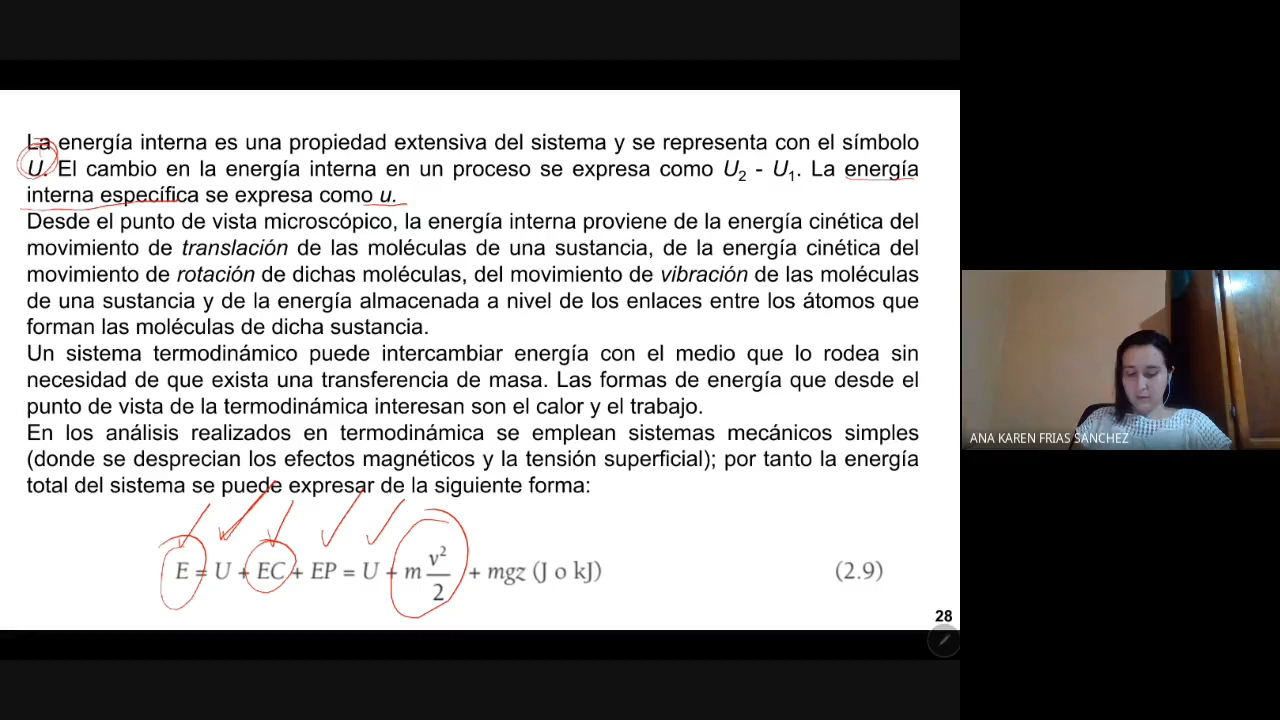 La energía interna es una propiedad extensiva del sistema y se representa con el símbolo
U. El cambio en la energía interna en un proceso se expresa como U₂ - U₁. La energía
interna específica se expresa como u.
Desde el punto de vista microscópico, la energía interna proviene de la energía cinética del
movimiento de translación de las moléculas de una sustancia, de la energía cinética del
movimiento de rotación de dichas moléculas, del movimiento de vibración de las moléculas
de una sustancia y de la energía almacenada a nivel de los enlaces entre los átomos que
forman las moléculas de dicha sustancia.
Un sistema termodinámico puede intercambiar energía con el medio que lo rodea sin
necesidad de que exista una transferencia de masa. Las formas de energía que desde el
punto de vista de la termodinámica interesan son el calor y el trabajo.
En los análisis realizados en termodinámica se emplean sistemas mecánicos simples
(donde se desprecian los efectos magnéticos y la tensión superficial); por tanto la energía
total del sistema se puede expresar de la siguiente forma:
E = U + EC + EP = U + m v²/2 + mgz (J o kJ) (2.9)
28
ANA KAREN FRIAS SANCHEZ